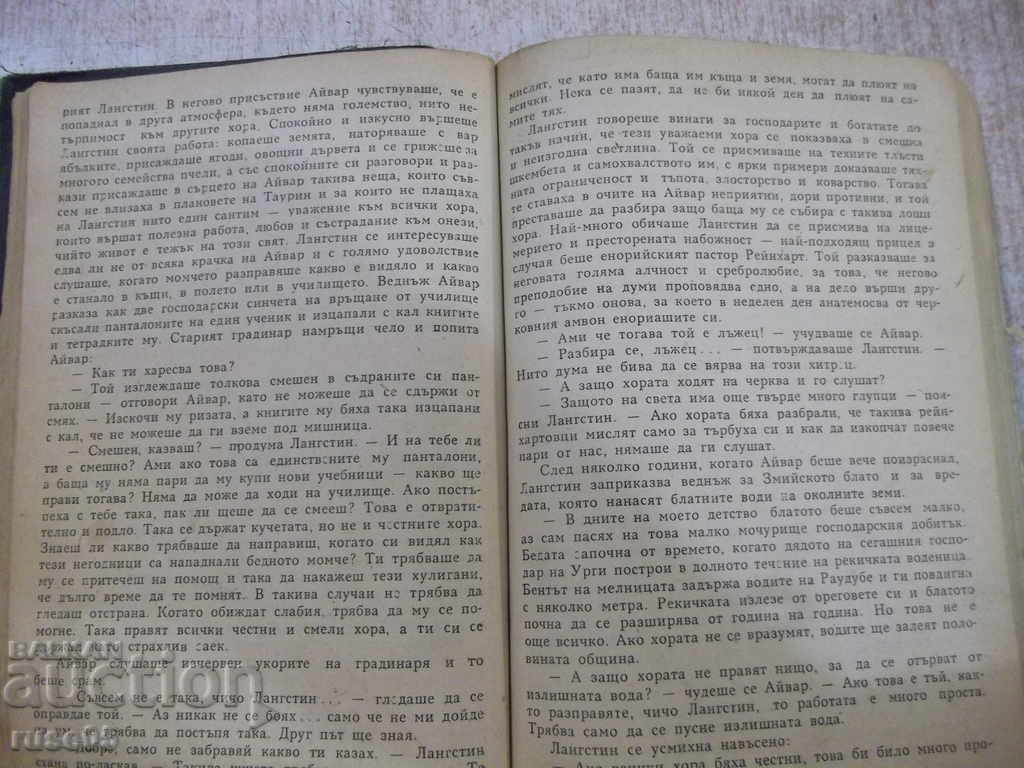 рият Лангстин. В негово присъствие Айвар чувствуваше, че е
попаднал в друга атмосфера, където няма големство, нито не-
търпимост към другите хора. Спокойно и изкусно вършеше
Лангстин своята работа: копаеше земята, наторяваше с вар
ябълките, присаждаше ягоди, овощни дървета и се грижеше за
многото семейства пчели, а със спокойните си разговори и раз-
кази присаждаше в сърцето на Айвар такива неща, които съв-
сем не влизаха в плановете на Таурин и за които не плащаха
на Лангстин нито един сантим — уважение към всички хора,
които вършат полезна работа, любов и състрадание към онези,
чийто живот е тежък на този свят. Лангстин се интересуваше
едва ли не от всяка крачка на Айвар и с голямо удоволствие
слушаше, когато момчето разправяше какво е видяло и какво
е станало в къщи, в полето или в училището. Веднъж Айвар
разказа как две господарски синчета на връщане от училище
скъсали панталоните на един ученик и изцапали с кал книгите
и тетрадките му. Старият градинар намръщи чело и попита
Айвар:
— Как ти харесва това?
— Той изглеждаше толкова смешен в съдраните си пан-
талони — отговори Айвар, като не можеше да се сдържи от
смях. — Изскочи му ризата, а книгите му бяха така изцапани
с кал, че не можеше да ги вземе под мишница.
— Смешен, казваш? — продума Лангстин. — И на тебе ли
ти е смешно? Ами ако това са единствените му панталони,
а баща му няма пари да му купи нови учебници — какво ще
прави тогава? Няма да може да ходи на училище. Ако постъ-
пеха с тебе така, пак ли щеше да се смееш? Това е отврати-
телно и подло. Така се държат кучетата, но не и честните хора.
Знаеш ли какво трябваше да направиш, когато си видял как
тези негодници са нападнали бедното момче? Ти трябваше да
му се притечеш на помощ и така да накажеш тези хулигани,
че дълго време да те помнят. В такива случаи не трябва да
гледаш отстрана. Когато обиждат слабия, трябва да му се по-
могне. Така правят всички честни и смели хора, а ти си се
държал като страхлив заек.
Айвар слушаше изчервен укорите на градинаря и то
беше срам.
— Съвсем не е така, чичо Лангстин... — гледаше да се
оправдае той. — Аз никак не се боях... само че не ми дойде
трябва да постъпя така. Друг път ще зная.
— Добре, само не забравяй какво ти казах. — Лангстин
мислят, че като има баща им къща и земя, могат да плюят на
всички. Нека се пазят, да не би някой ден да плюят на са-
мите тях.
Лангстин говореше винаги за господарите и богатите по
такъв начин, че тези уважаеми хора се показваха в смешна
и неизгодна светлина. Той се присмиваше на техните тлъсти
шкембета и самохвалството им, с ярки примери доказваше тях-
ната ограниченост и тъпота, злосторство и коварство. Тогава
те ставаха в очите на Айвар неприятни, дори противни, и той
преставаше да разбира защо баща му се събира с такива лоши
хора. Най-много обичаше Лангстин да се присмива на лице-
мерието и престорената набожност — най-подходящ прицел в
случая беше енорийският пастор Рейнхарт. Той разказваше за
неговата голяма алчност и сребролюбие, за това, че негово
преподобие на думи проповядва едно, а на дело върши дру-
го — тъкмо онова, за което в неделен ден анатемосва от чер-
ковния амвон енориашите си.
— Ами че тогава той е лъжец! — учудваше се Айвар.
— Разбира се, лъжец... — потвърждаваше Лангстин. —
Нито дума не бива да се вярва на този хитрец.
— А защо хората ходят на черква и го слушат?
— Защото на света има още твърде много глупци — поя-
сни Лангстин. — Ако хората бяха разбрали, че такива рейн-
хартовци мислят само за търбуха си и как да изкопчат повече
пари от нас, нямаше да ги слушат.
След няколко години, когато Айвар беше вече поизраснал,
Лангстин заприказва веднъж за Змийското блато и за вре-
дата, която нанасят блатните води на околните земи.
— В дните на моето детство блатото беше съвсем малко,
аз сам пасях на това малко мочурище господарския добитък.
Бедата започна от времето, когато дядото на сегашния госпо-
дар на Урги построи в долното течение на рекичката воденица.
Бентът на мелницата задържа водите на Раудубе и ги повдигна
с няколко метра. Рекичката излезе от бреговете си и блатото
почна да се разширява от година на година. Но това не е
още всичко. Ако хората не се вразумят, водите ще залеят поло-
вината община.
— А защо хората не правят нищо, за да се отърват от
излишната вода? — чудеше се Айвар. — Ако това е тъй, как-
то разправяте, чичо Лангстин, то работата е много проста.
Трябва само да се пусне излишната вода.
Лангстин се усмихна навъсено:
— Ако всички хора бяха честни, това би било много про-
БАЛКАН
auction